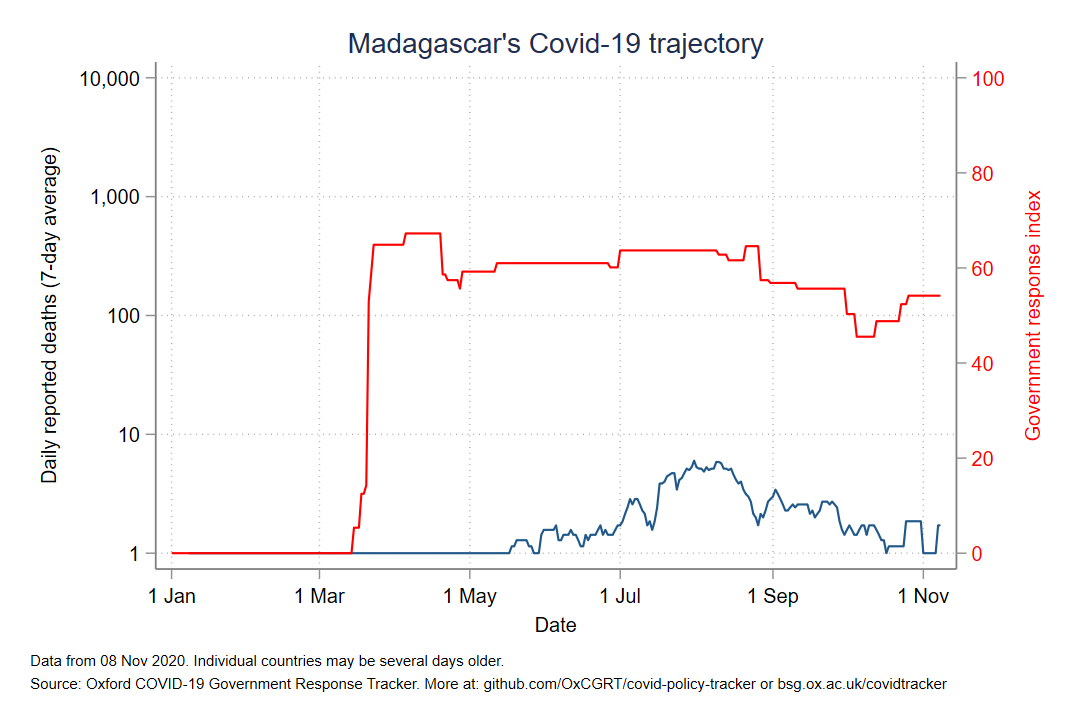 Madagascar's Covid-19 trajectory
Daily reported deaths (7-day average)
10,000
1,000
100
10
1
100
80
60
40
20
0
Government response index
1 Jan
1 Mar
1 May
1 Jul
1 Sep
1 Nov
Date
Data from 08 Nov 2020. Individual countries may be several days older.
Source: Oxford COVID-19 Government Response Tracker. More at: github.com/OxCGRT/covid-policy-tracker or bsg.ox.ac.uk/covidtracker